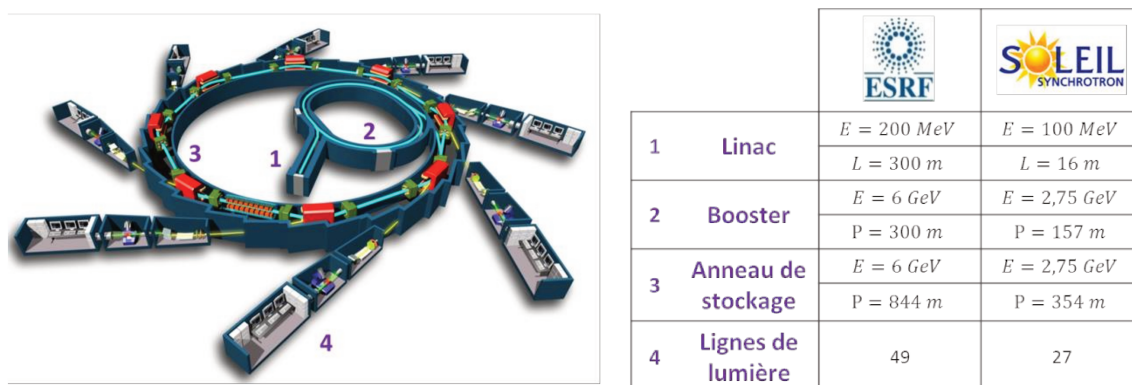 1
2
3
4
ESRF
SOLEIL
SYNCHROTRON
1 Linac E = 200 MeV E = 100 MeV
L = 300 m L = 16 m
2 Booster E = 6 GeV E = 2,75 GeV
P = 300 m P = 157 m
3 Anneau de stockage E = 6 GeV E = 2,75 GeV
P = 844 m P = 354 m
4 Lignes de lumière 49 27